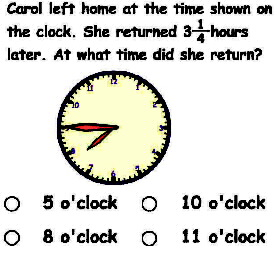 Carol left home at the time shown on
the clock. She returned 3 1/4 hours
later. At what time did she return?
12
11
1
10
2
9
3
8
4
7
5
6
5 o'clock
10 o'clock
8 o'clock
11 o'clock